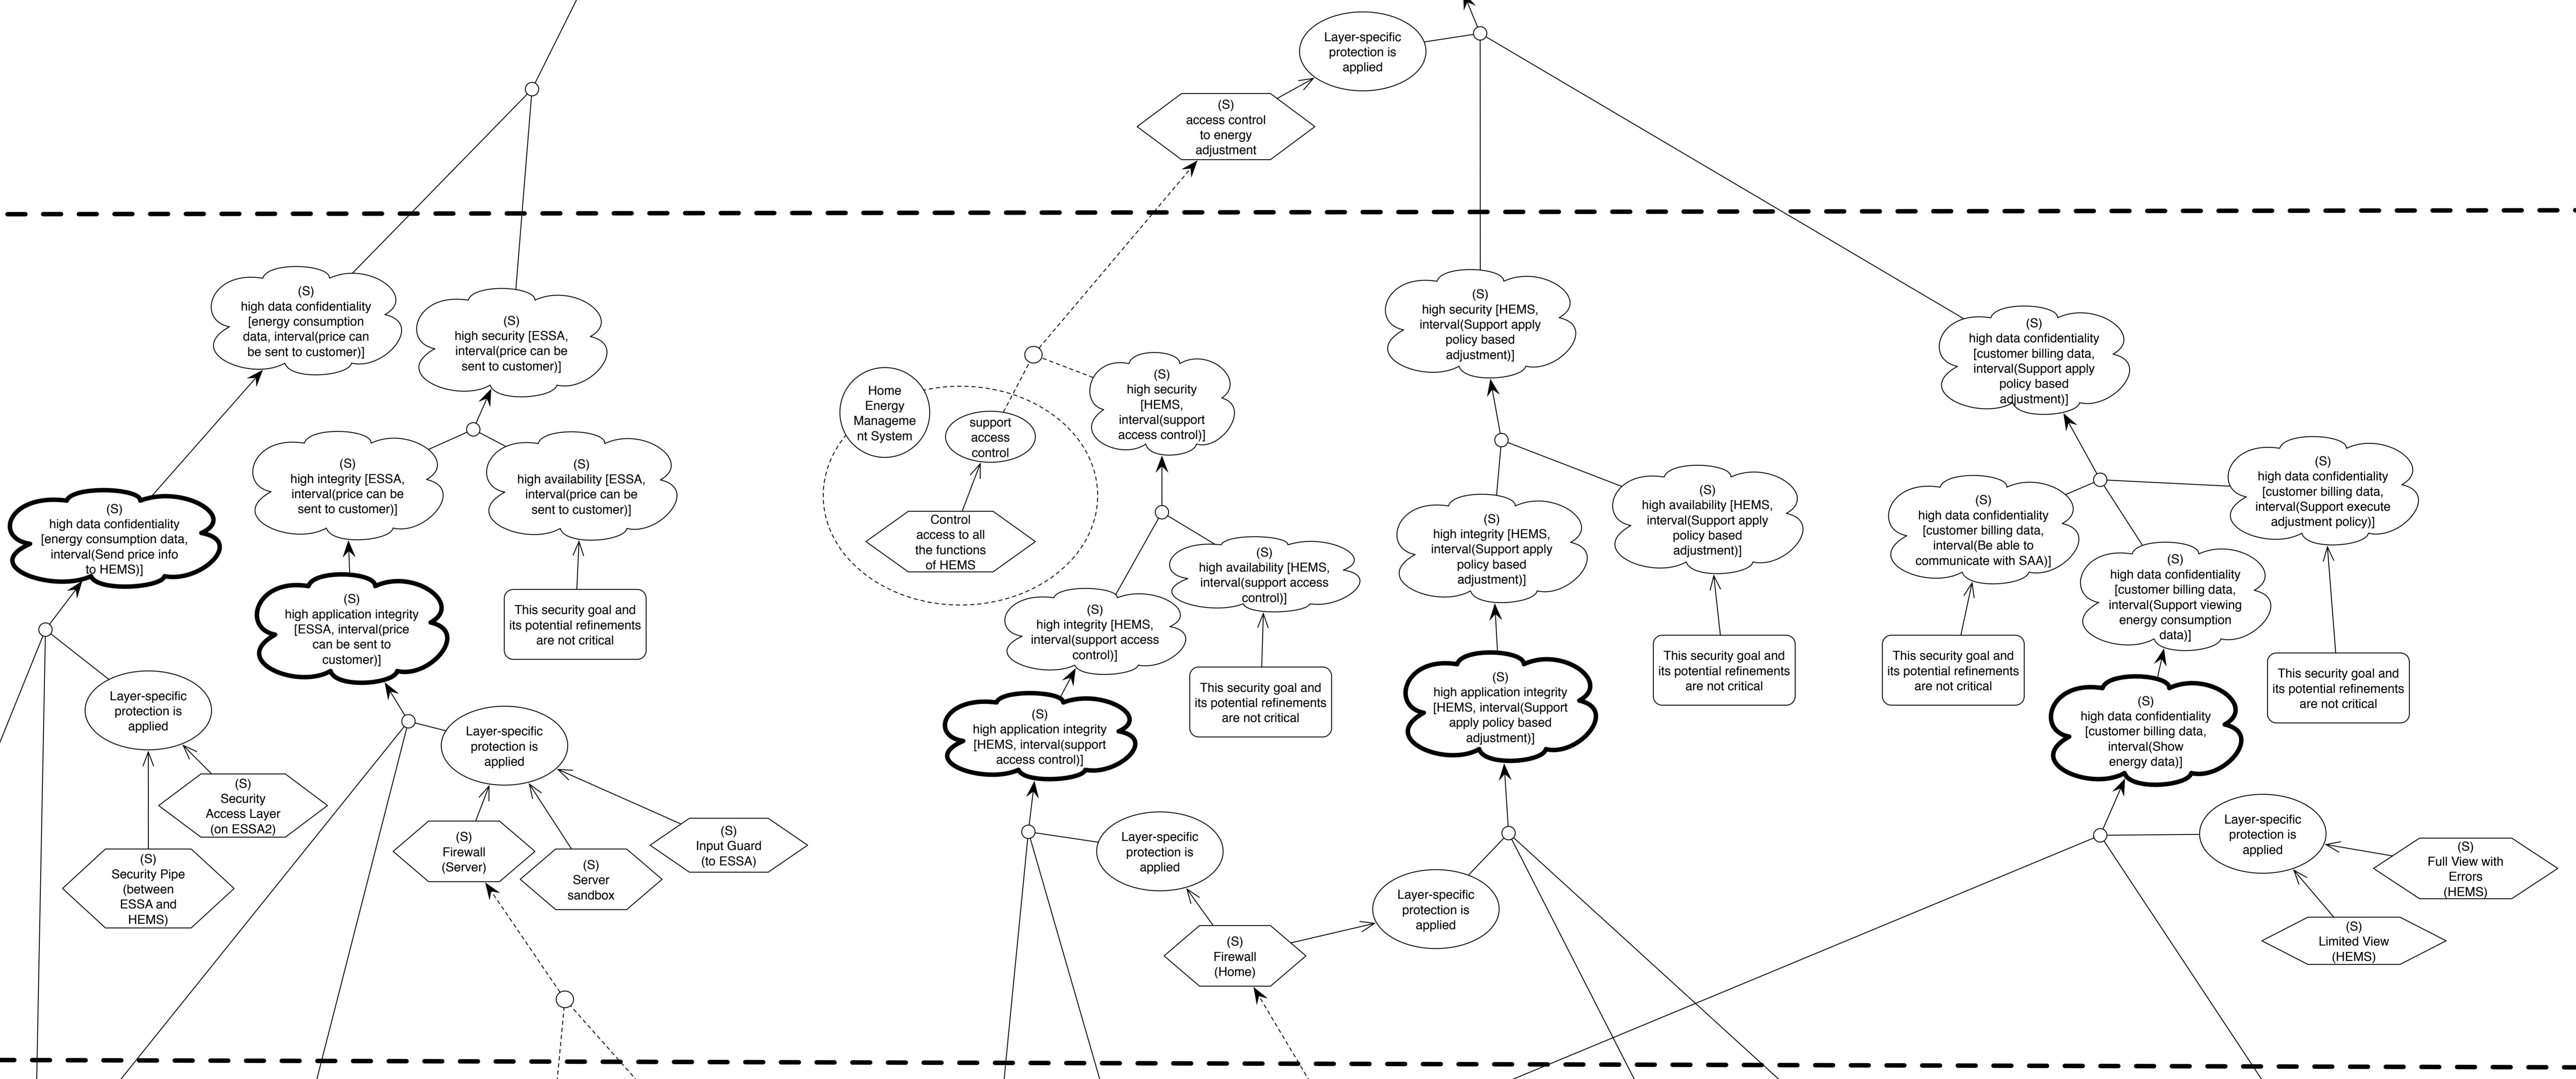 Layer-specific
protection is
applied
(S)
access control
to energy
adjustment
(S)
high data confidentiality
[energy consumption
data, interval(price can
be sent to customer)]
(S)
high security [ESSA,
interval(price can be
sent to customer)]
(S)
high security [HEMS,
interval(Support apply
policy based
adjustment)]
(S)
high data confidentiality
[customer billing data,
interval(Support apply
policy based
adjustment)]
Home
Energy
Manageme
nt System
support
access
control
(S)
high security
[HEMS,
interval(support
access control)]
Control
access to all
the functions
of HEMS
(S)
high data confidentiality
[energy consumption data,
interval(Send price info
to HEMS)]
(S)
high integrity [ESSA,
interval(price can be
sent to customer)]
(S)
high availability [ESSA,
interval(price can be
sent to customer)]
(S)
high application integrity
[ESSA, interval(price
can be sent to
customer)]
This security goal and
its potential refinements
are not critical
(S)
high integrity [HEMS,
interval(support access
control)]
(S)
high availability [HEMS,
interval(support access
control)]
(S)
high integrity [HEMS,
interval(Support apply
policy based
adjustment)]
(S)
high availability [HEMS,
interval(Support apply
policy based
adjustment)]
(S)
high data confidentiality
[customer billing data,
interval(Be able to
communicate with SAA)]
(S)
high data confidentiality
[customer billing data,
interval(Support viewing
energy consumption
data)]
(S)
high data confidentiality
[customer billing data,
interval(Support execute
adjustment policy)]
(S)
high application integrity
[HEMS, interval(support
access control)]
This security goal and
its potential refinements
are not critical
(S)
high application integrity
[HEMS, interval(Support
apply policy based
adjustment)]
This security goal and
its potential refinements
are not critical
This security goal and
its potential refinements
are not critical
(S)
high data confidentiality
[customer billing data,
interval(Show
energy data)]
This security goal and
its potential refinements
are not critical
Layer-specific
protection is
applied
(S)
Security
Access Layer
(on ESSA2)
(S)
Security Pipe
(between
ESSA and
HEMS)
Layer-specific
protection is
applied
(S)
Firewall
(Server)
(S)
Server
sandbox
(S)
Input Guard
(to ESSA)
Layer-specific
protection is
applied
(S)
Firewall
(Home)
Layer-specific
protection is
applied
Layer-specific
protection is
applied
(S)
Full View with
Errors
(HEMS)
(S)
Limited View
(HEMS)